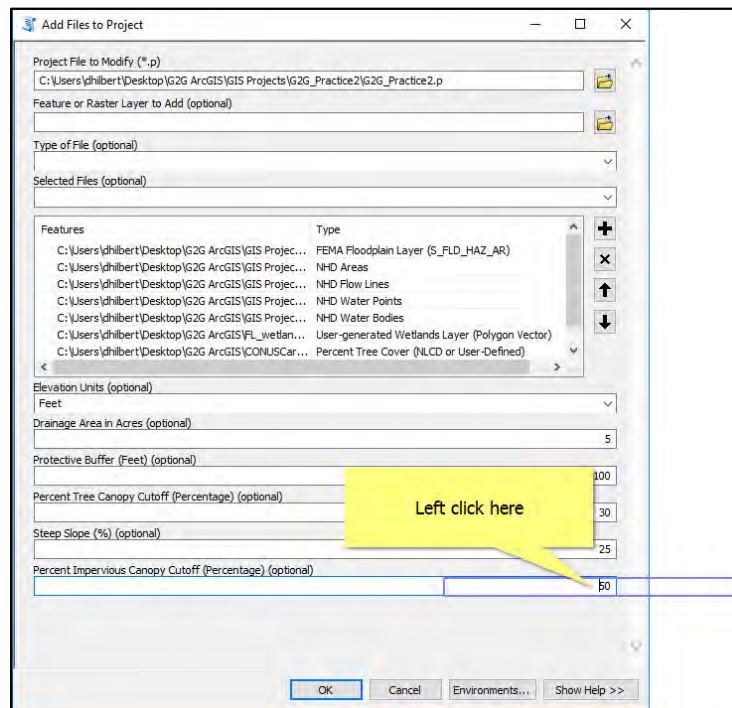 Add Files to Project
Project File to Modify (*.p)
C:\Users\dhilbert\Desktop\G2G ArcGIS\GIS Projects\G2G_Practice2\G2G_Practice2.p
Feature or Raster Layer to Add (optional)
Type of File (optional)
Selected Files (optional)
Features Type
C:\Users\dhilbert\Desktop\G2G ArcGIS\GIS Projec... FEMA Floodplain Layer (S_FLD_HAZ_AR)
C:\Users\dhilbert\Desktop\G2G ArcGIS\GIS Projec... NHD Areas
C:\Users\dhilbert\Desktop\G2G ArcGIS\GIS Projec... NHD Flow Lines
C:\Users\dhilbert\Desktop\G2G ArcGIS\GIS Projec... NHD Water Points
C:\Users\dhilbert\Desktop\G2G ArcGIS\GIS Projec... NHD Water Bodies
C:\Users\dhilbert\Desktop\G2G ArcGIS\FL_wetlan... User-generated Wetlands Layer (Polygon Vector)
C:\Users\dhilbert\Desktop\G2G ArcGIS\CONUSCar... Percent Tree Cover (NLCD or User-Defined)
Elevation Units (optional)
Feet
Drainage Area in Acres (optional)
5
Protective Buffer (Feet) (optional)
100
Percent Tree Canopy Cutoff (Percentage) (optional)
Left click here
30
Steep Slope (%) (optional)
25
Percent Impervious Canopy Cutoff (Percentage) (optional)
50
OK Cancel Environments... Show Help >>